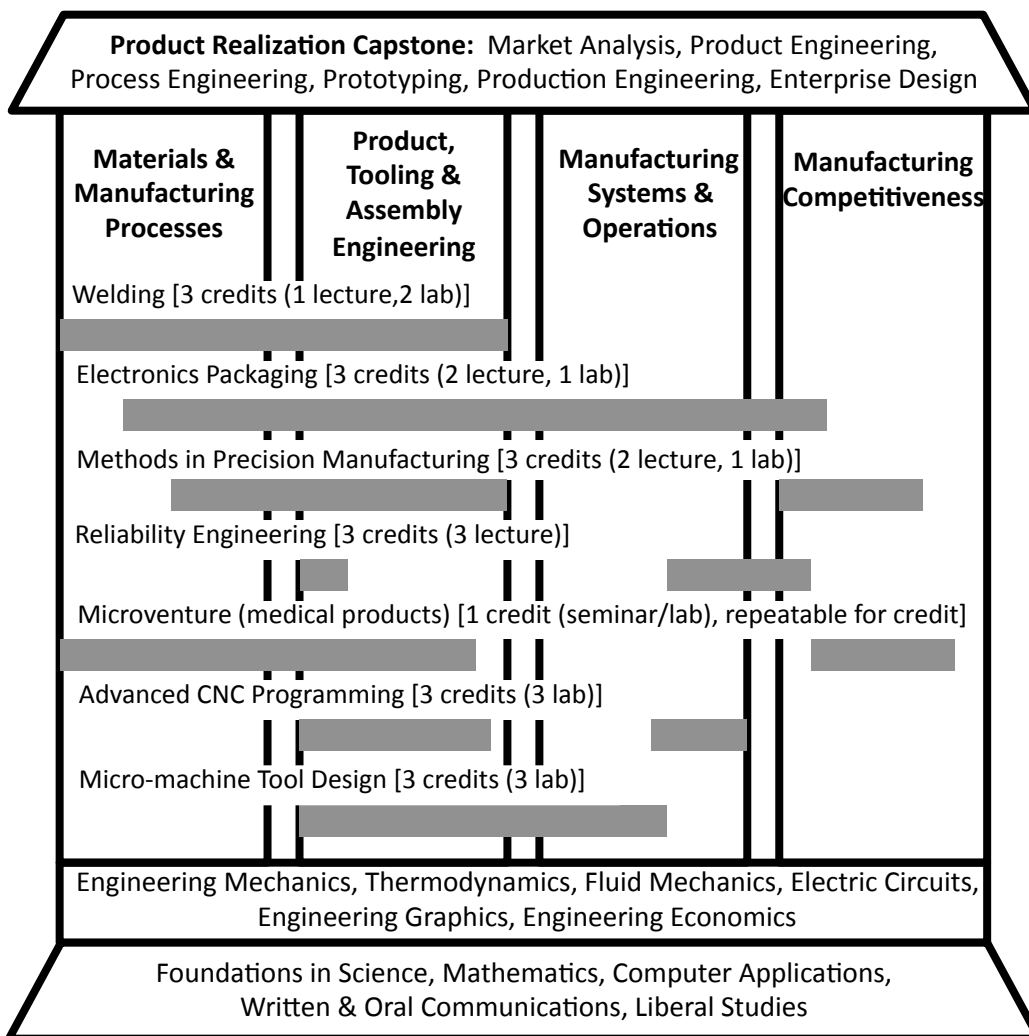 Product Realization Capstone: Market Analysis, Product Engineering,
Process Engineering, Prototyping, Production Engineering, Enterprise Design
Materials &
Manufacturing
Processes
Product,
Tooling &
Assembly
Engineering
Manufacturing
Systems &
Operations
Manufacturing
Competitiveness
Welding [3 credits (1 lecture,2 lab)]
Electronics Packaging [3 credits (2 lecture, 1 lab)]
Methods in Precision Manufacturing [3 credits (2 lecture, 1 lab)]
Reliability Engineering [3 credits (3 lecture)]
Microventure (medical products) [1 credit (seminar/lab), repeatable for credit]
Advanced CNC Programming [3 credits (3 lab)]
Micro-machine Tool Design [3 credits (3 lab)]
Engineering Mechanics, Thermodynamics, Fluid Mechanics, Electric Circuits,
Engineering Graphics, Engineering Economics
Foundations in Science, Mathematics, Computer Applications,
Written & Oral Communications, Liberal Studies